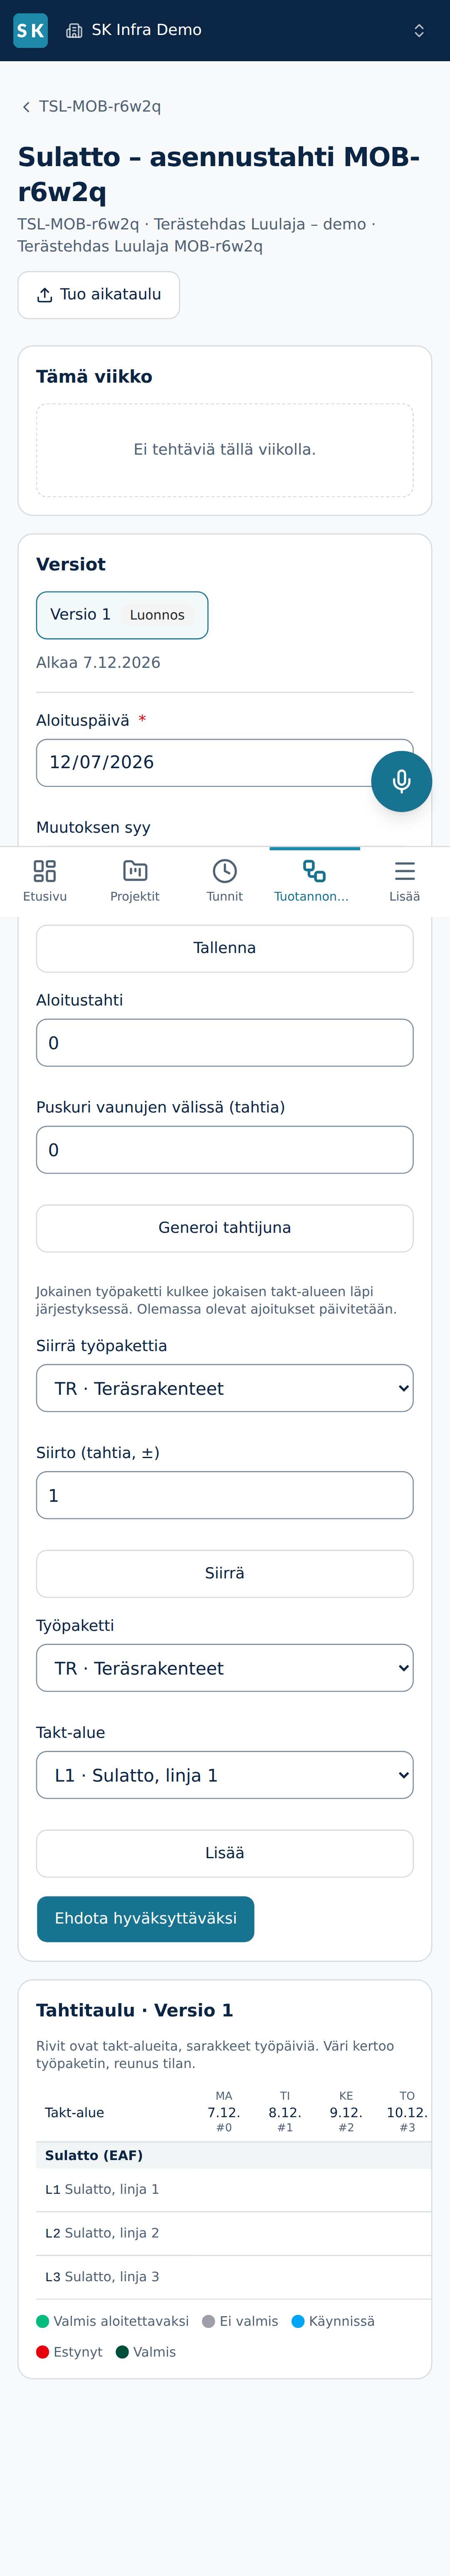 SK SK Infra Demo
TSL-MOB-r6w2q
Sulatto – asennustahti MOB-
r6w2q
TSL-MOB-r6w2q · Terästehdas Luulaja – demo ·
Terästehdas Luulaja MOB-r6w2q
Tuo aikataulu
Tämä viikko
Ei tehtäviä tällä viikolla.
Versiot
Versio 1 Luonnos
Alkaa 7.12.2026
Aloituspäivä *
12/07/2026
Muutoksen syy
Etusivu Projektit Tunnit Tuotannon... Lisää
Tallenna
Aloitustahti
0
Puskuri vaunujen välissä (tahtia)
0
Generoi tahtijuna
Jokainen työpaketti kulkee jokaisen takt-alueen läpi
järjestyksessä. Olemassa olevat ajoitukset päivitetään.
Siirrä työpakettia
TR · Teräsrakenteet
Siirto (tahtia, ±)
1
Siirrä
Työpaketti
TR · Teräsrakenteet
Takt-alue
L1 · Sulatto, linja 1
Lisää
Ehdota hyväksyttäväksi
Tahtitaulu · Versio 1
Rivit ovat takt-alueita, sarakkeet työpäiviä. Väri kertoo
työpaketin, reunus tilan.
MA TI KE TO
Takt-alue 7.12. 8.12. 9.12. 10.12.
#0 #1 #2 #3
Sulatto (EAF)
L1 Sulatto, linja 1
L2 Sulatto, linja 2
L3 Sulatto, linja 3
Valmis aloitettavaksi Ei valmis Käynnissä
Estynyt Valmis